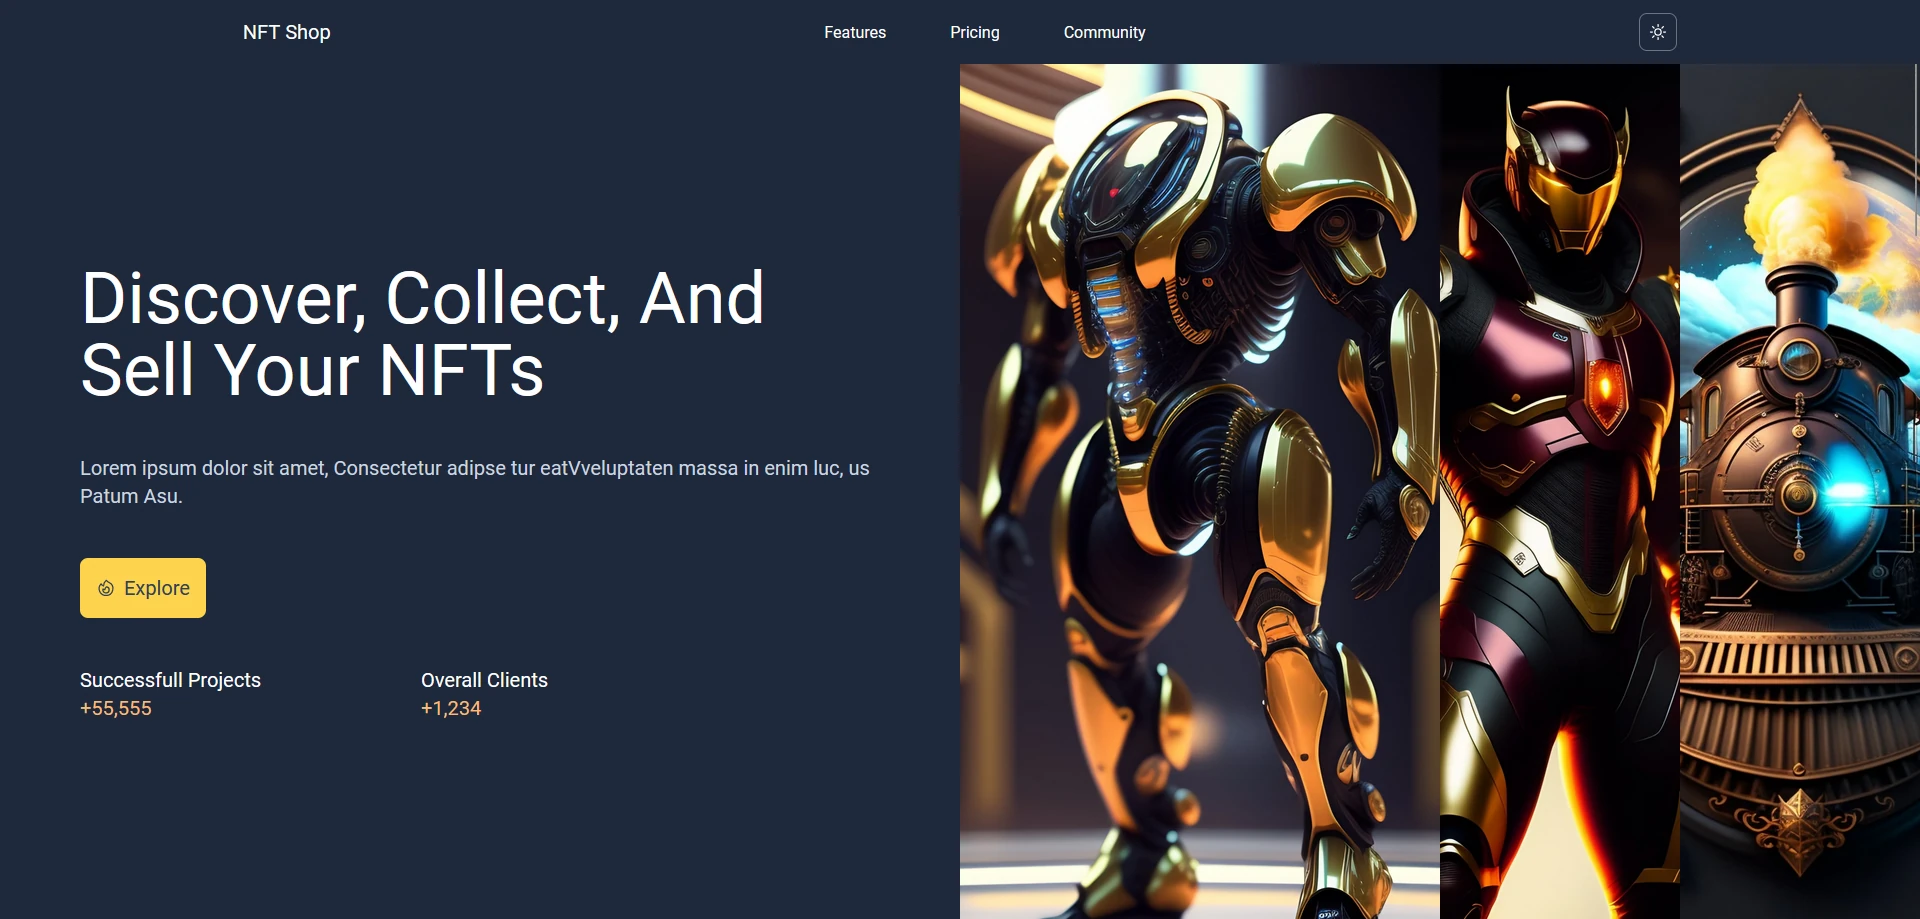 NFT Shop
Features
Pricing
Community
Discover, Collect, And
Sell Your NFTs
Lorem ipsum dolor sit amet, Consectetur adipse tur eatVveluptaten massa in enim luc, us
Patum Asu.
Explore
Successfull Projects
Overall Clients
+55,555
+1,234